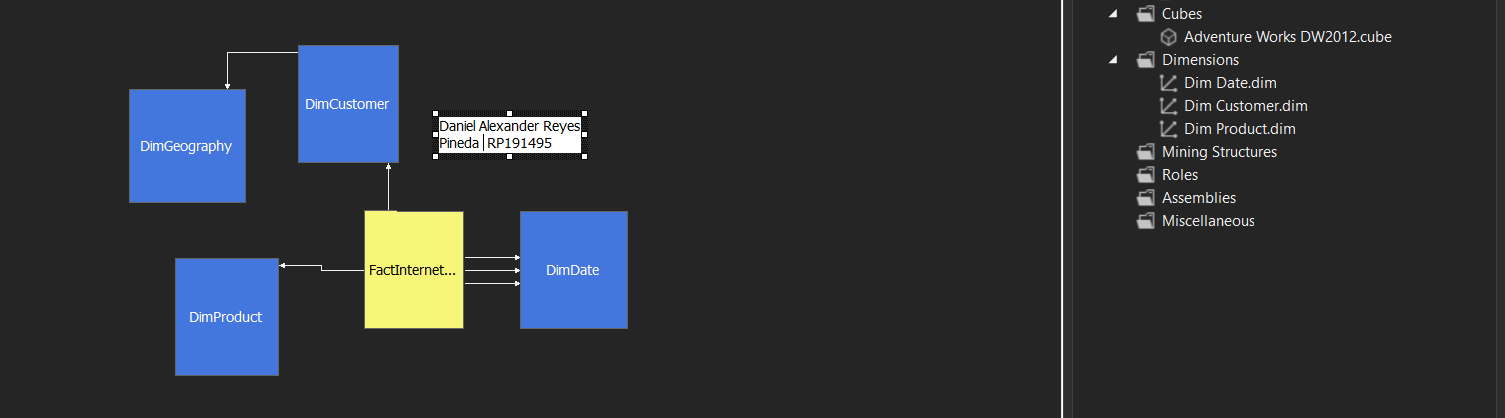 DimCustomer
DimGeography
Daniel Alexander Reyes
Pineda RP191495
FactInternet...
DimDate
DimProduct
Cubes
Adventure Works DW2012.cube
Dimensions
Dim Date.dim
Dim Customer.dim
Dim Product.dim
Mining Structures
Roles
Assemblies
Miscellaneous